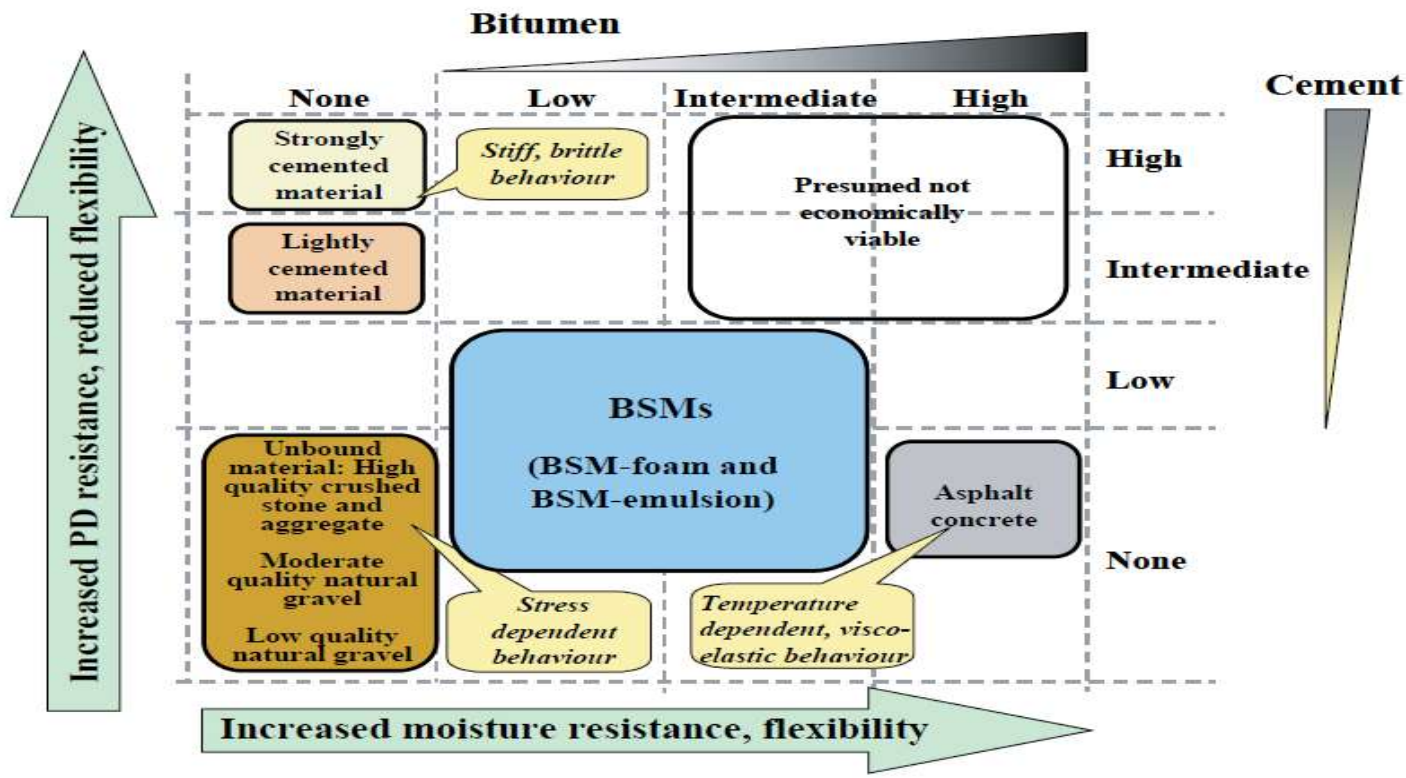 Bitumen
None
Low
Intermediate
High
Cement
Increased PD resistance, reduced flexibility
Strongly
cemented
material
Stiff, brittle
behaviour
Presumed not
economically
viable
High
Lightly
cemented
material
Intermediate
BSMs
(BSM-foam and
BSM-emulsion)
Low
Unbound
material: High
quality crushed
stone and
aggregate
Moderate
quality natural
gravel
Low quality
natural gravel
Asphalt
concrete
None
Stress
dependent
behaviour
Temperature
dependent, visco-
elastic behaviour
Increased moisture resistance, flexibility